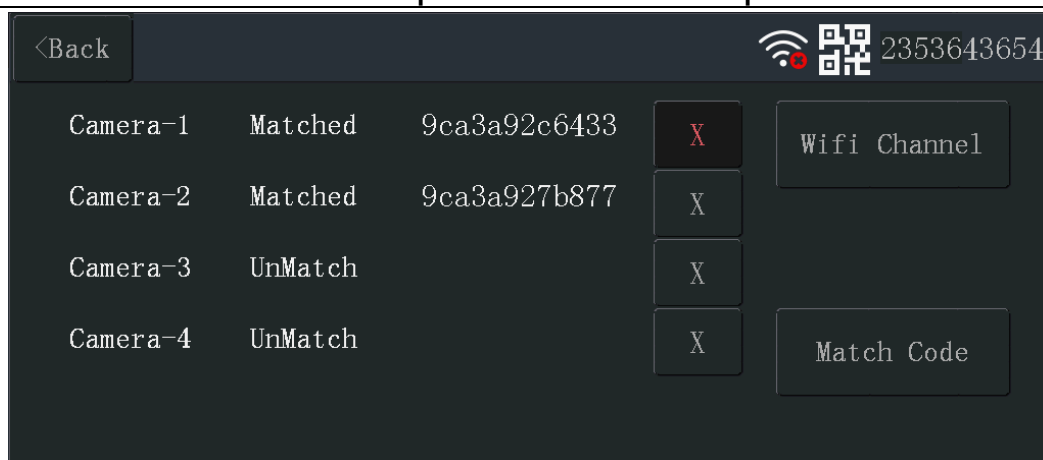 <Back 2353643654
Camera-1 Matched 9ca3a92c6433 X Wifi Channel
Camera-2 Matched 9ca3a927b877 X
Camera-3 UnMatch X
Camera-4 UnMatch X Match Code